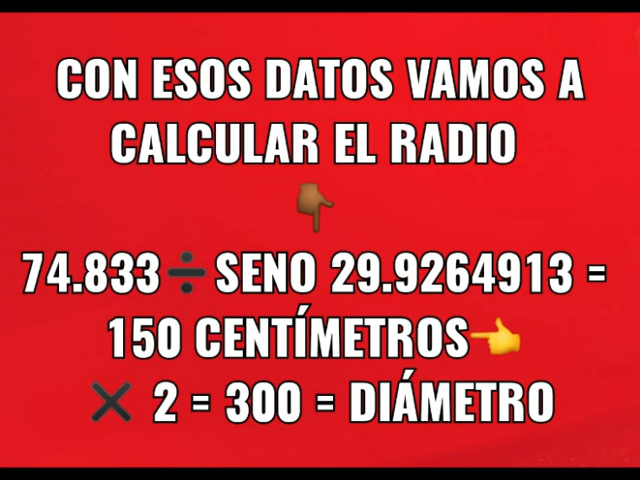 CON ESOS DATOS VAMOS A
CALCULAR EL RADIO
👇🏾
74.833➗SENO 29.9264913 =
150 CENTÍMETROS👈
✖️ 2 = 300 = DIÁMETRO